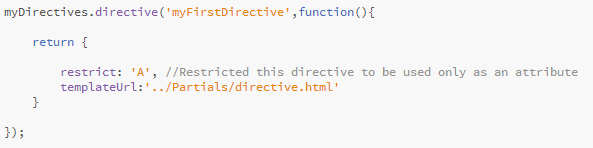 myDirectives.directive('myFirstDirective',function(){
return {
restrict: 'A', //Restricted this directive to be used only as an attribute
templateUrl:'../Partials/directive.html'
}
});